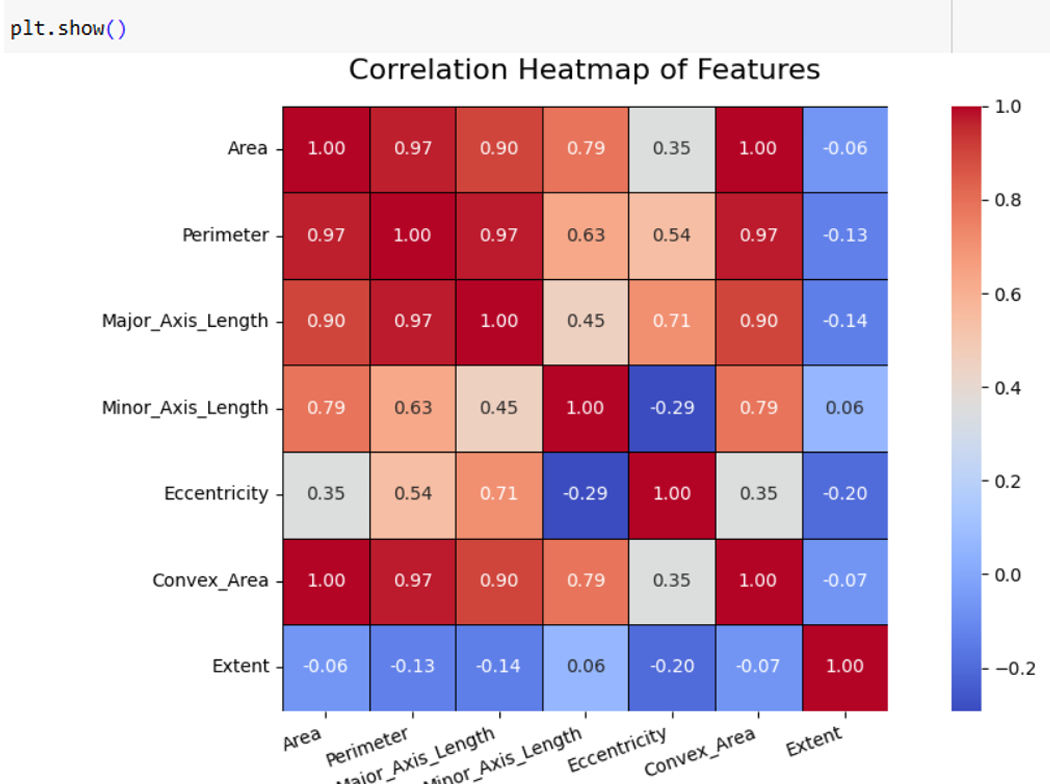 plt.show()
Correlation Heatmap of Features
Area 1.00 0.97 0.90 0.79 0.35 1.00 -0.06
Perimeter 0.97 1.00 0.97 0.63 0.54 0.97 -0.13
Major_Axis_Length 0.90 0.97 1.00 0.45 0.71 0.90 -0.14
Minor_Axis_Length 0.79 0.63 0.45 1.00 -0.29 0.79 0.06
Eccentricity 0.35 0.54 0.71 -0.29 1.00 0.35 -0.20
Convex_Area 1.00 0.97 0.90 0.79 0.35 1.00 -0.07
Extent -0.06 -0.13 -0.14 0.06 -0.20 -0.07 1.00
Area
Perimeter
Major_Axis_Length
Minor_Axis_Length
Eccentricity
Convex_Area
Extent
1.0
0.8
0.6
0.4
0.2
0.0
−0.2